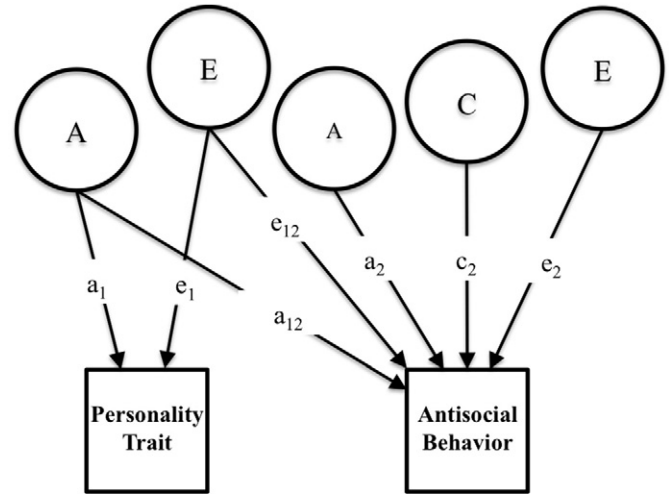 A
E
A
C
E
a1
e1
e12
a12
a2
c2
e2
Personality
Trait
Antisocial
Behavior